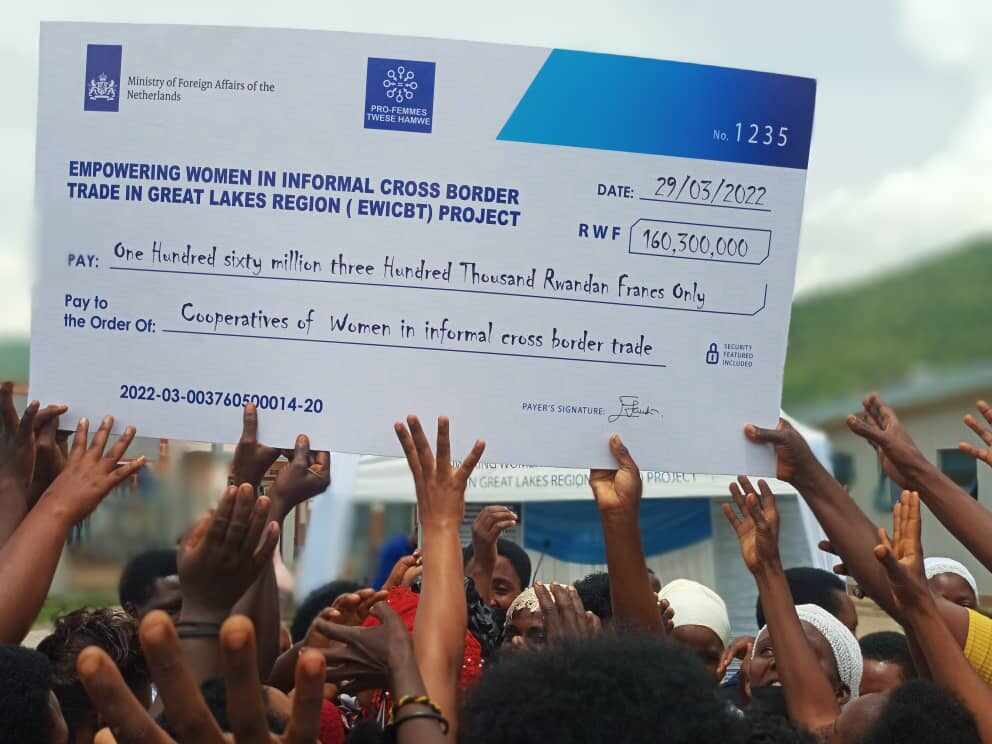 Ministry of Foreign Affairs of the
Netherlands
PRO-FEMMES
TWESE HAMWE
No. 1235
EMPOWERING WOMEN IN INFORMAL CROSS BORDER
TRADE IN GREAT LAKES REGION ( EWICBT) PROJECT
DATE: 29/03/2022
RWF 160,300,000
PAY: One Hundred sixty million three Hundred Thousand Rwandan Francs Only
Pay to
the Order Of: Cooperatives of Women in informal cross border trade
SECURITY
FEATURED
INCLUDED
2022-03-003760500014-20
PAYER'S SIGNATURE:
WOME
IN GREAT LAKES REGION PROJECT